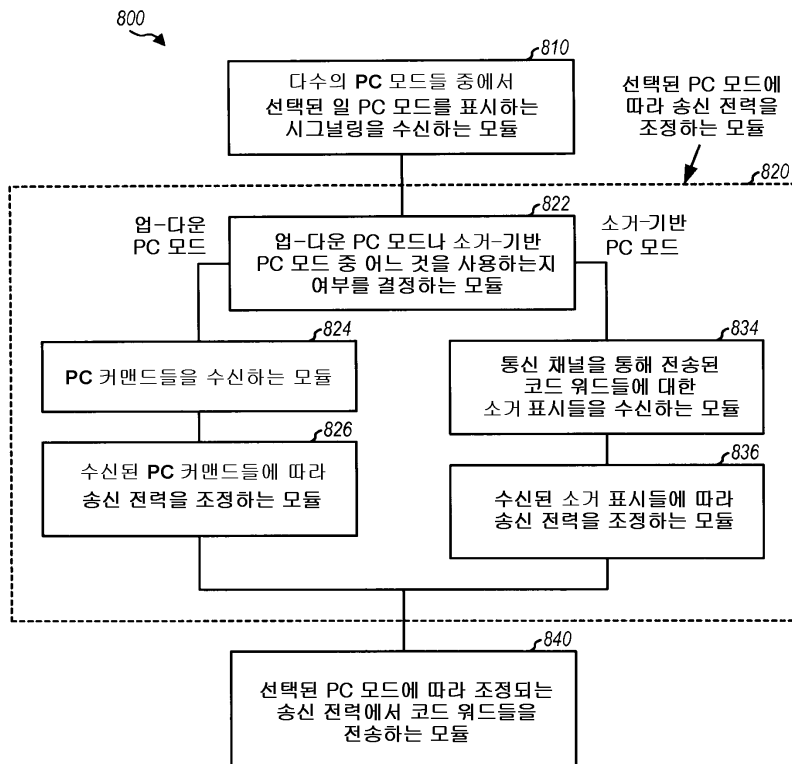 800
810
다수의 PC 모드들 중에서
선택된 일 PC 모드를 표시하는
시그널링을 수신하는 모듈
선택된 PC 모드에
따라 송신 전력을
조정하는 모듈
820
업-다운
PC 모드
822
업-다운 PC 모드나 소거-기반
PC 모드 중 어느 것을 사용하는지
여부를 결정하는 모듈
소거-기반
PC 모드
824
PC 커맨드들을 수신하는 모듈
834
통신 채널을 통해 전송된
코드 워드들에 대한
소거 표시들을 수신하는 모듈
826
수신된 PC 커맨드들에 따라
송신 전력을 조정하는 모듈
836
수신된 소거 표시들에 따라
송신 전력을 조정하는 모듈
840
선택된 PC 모드에 따라 조정되는
송신 전력에서 코드 워드들을
전송하는 모듈